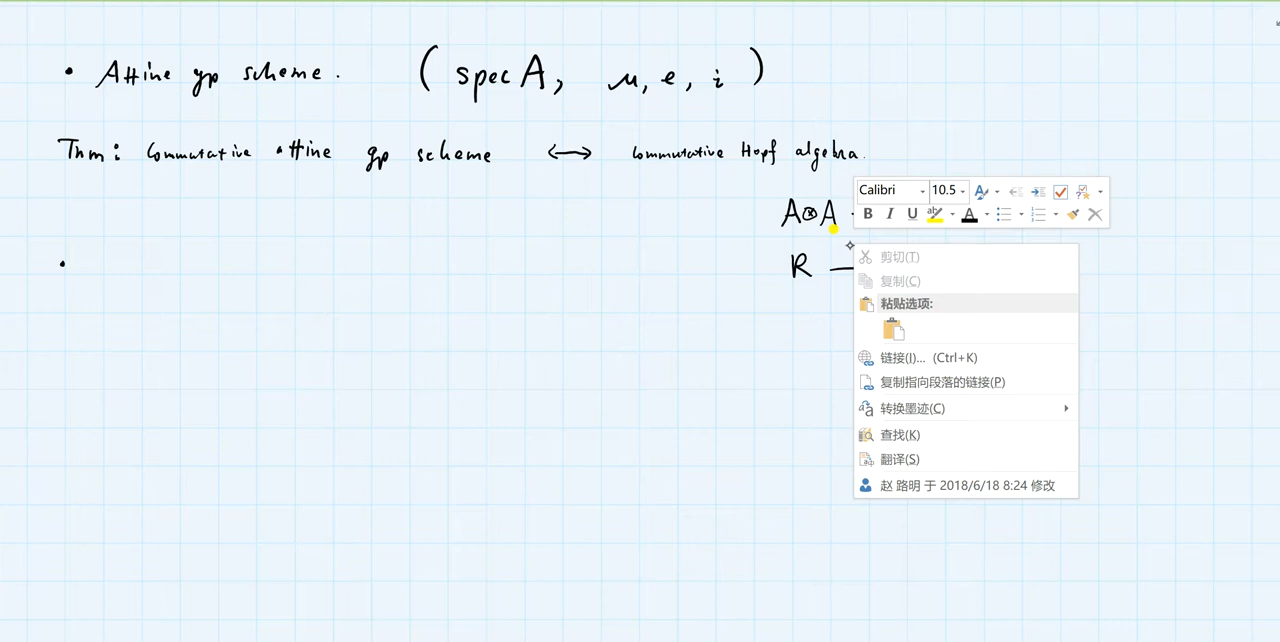 • Affine gp scheme. ( spec A, μ, e, i )
Thm: Commutative affine gp scheme ⟷ commutative Hopf algebra.
Calibri 10.5
A⊗A
B I U ab A
•
R —
剪切(T)
复制(C)
粘贴选项:
链接(I)... (Ctrl+K)
复制指向段落的链接(P)
转换墨迹(C)
查找(K)
翻译(S)
赵 路明 于 2018/6/18 8:24 修改